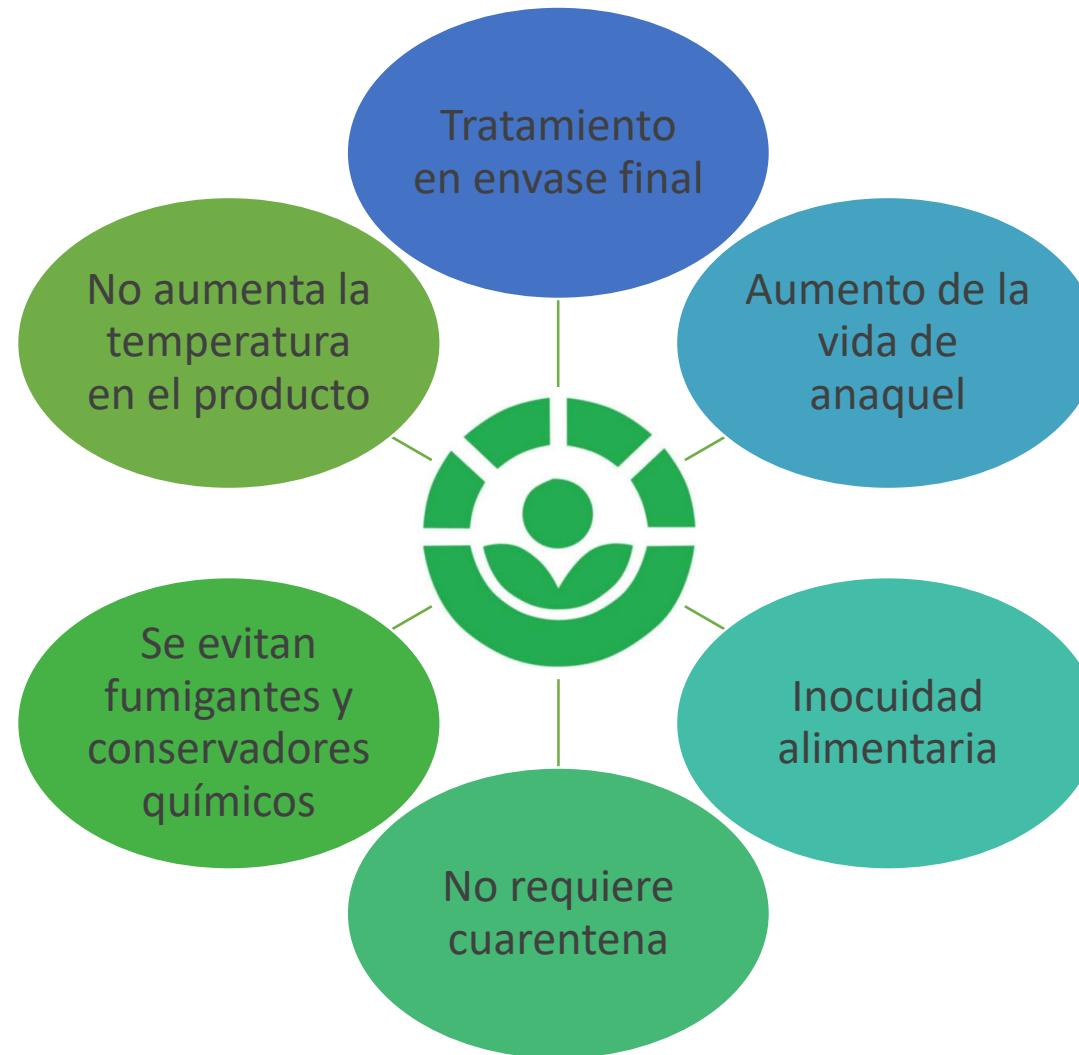 Tratamiento
en envase final
No aumenta la
temperatura
en el producto
Aumento de la
vida de
anaquel
Se evitan
fumigantes y
conservadores
químicos
Inocuidad
alimentaria
No requiere
cuarentena